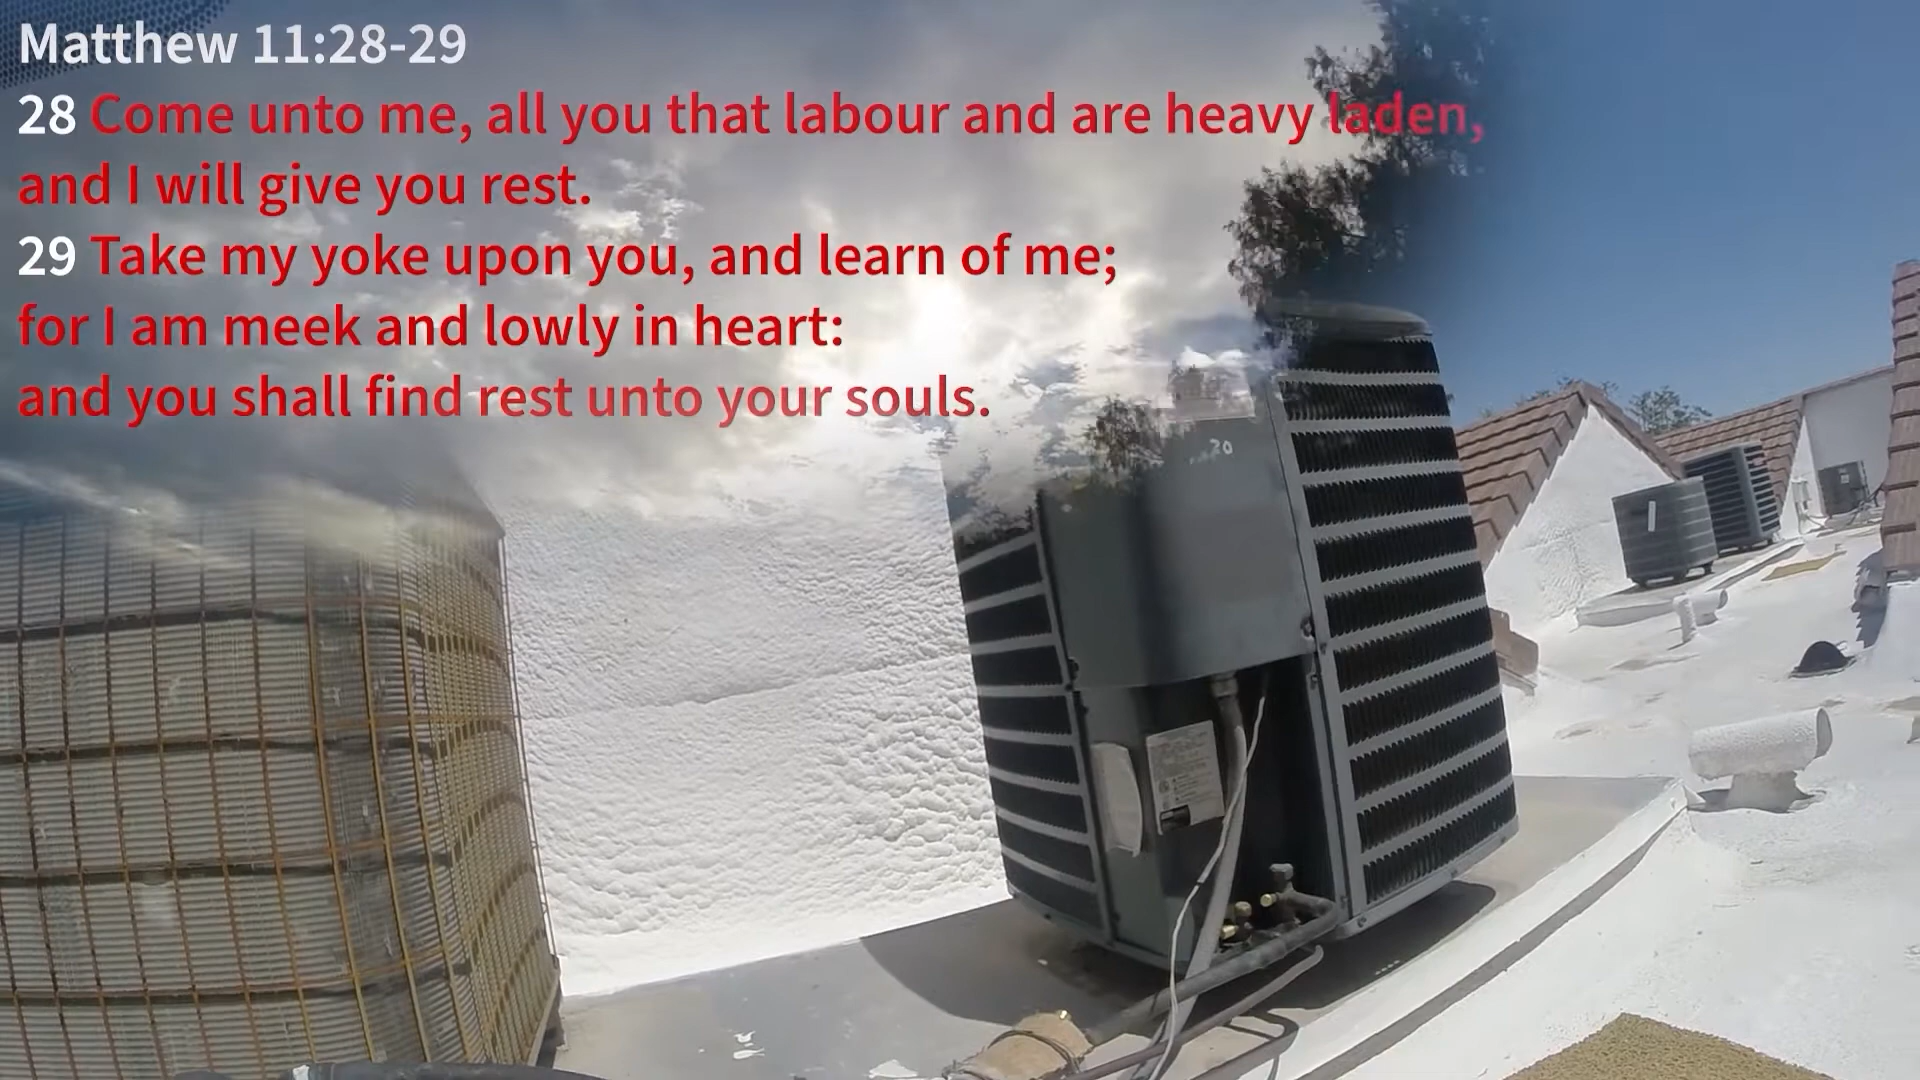 Matthew 11:28-29
28 Come unto me, all you that labour and are heavy laden,
and I will give you rest.
29 Take my yoke upon you, and learn of me;
for I am meek and lowly in heart:
and you shall find rest unto your souls.
20